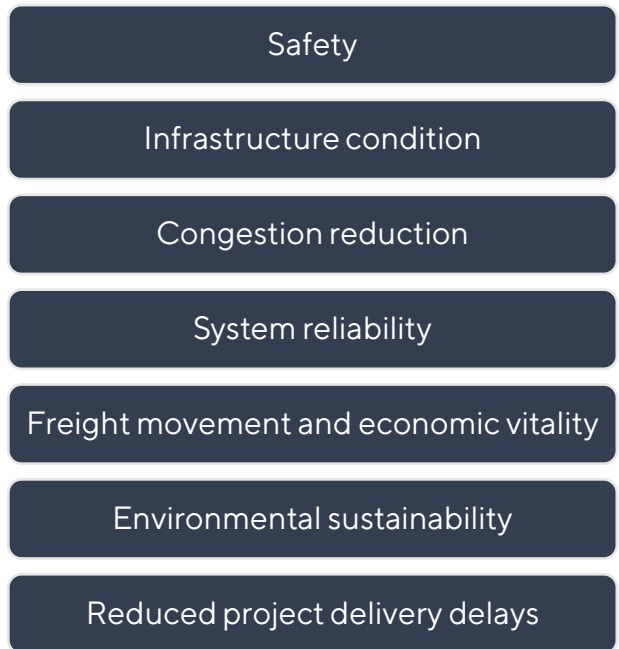 Safety
Infrastructure condition
Congestion reduction
System reliability
Freight movement and economic vitality
Environmental sustainability
Reduced project delivery delays